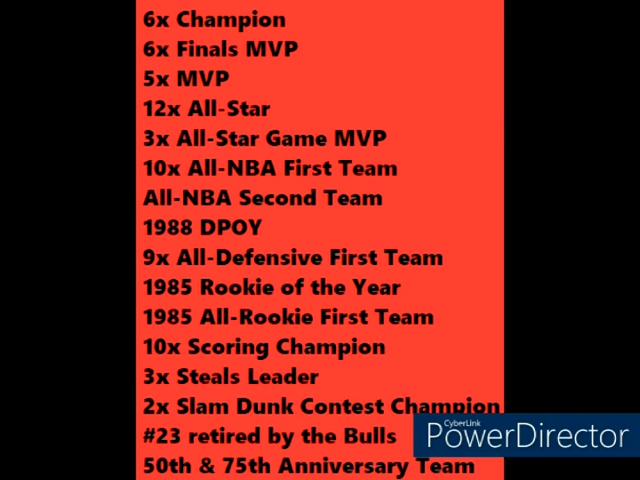 6x Champion
6x Finals MVP
5x MVP
12x All-Star
3x All-Star Game MVP
10x All-NBA First Team
All-NBA Second Team
1988 DPOY
9x All-Defensive First Team
1985 Rookie of the Year
1985 All-Rookie First Team
10x Scoring Champion
3x Steals Leader
2x Slam Dunk Contest Champion
#23 retired by the Bulls
CyberLink
PowerDirector
50th & 75th Anniversary Team